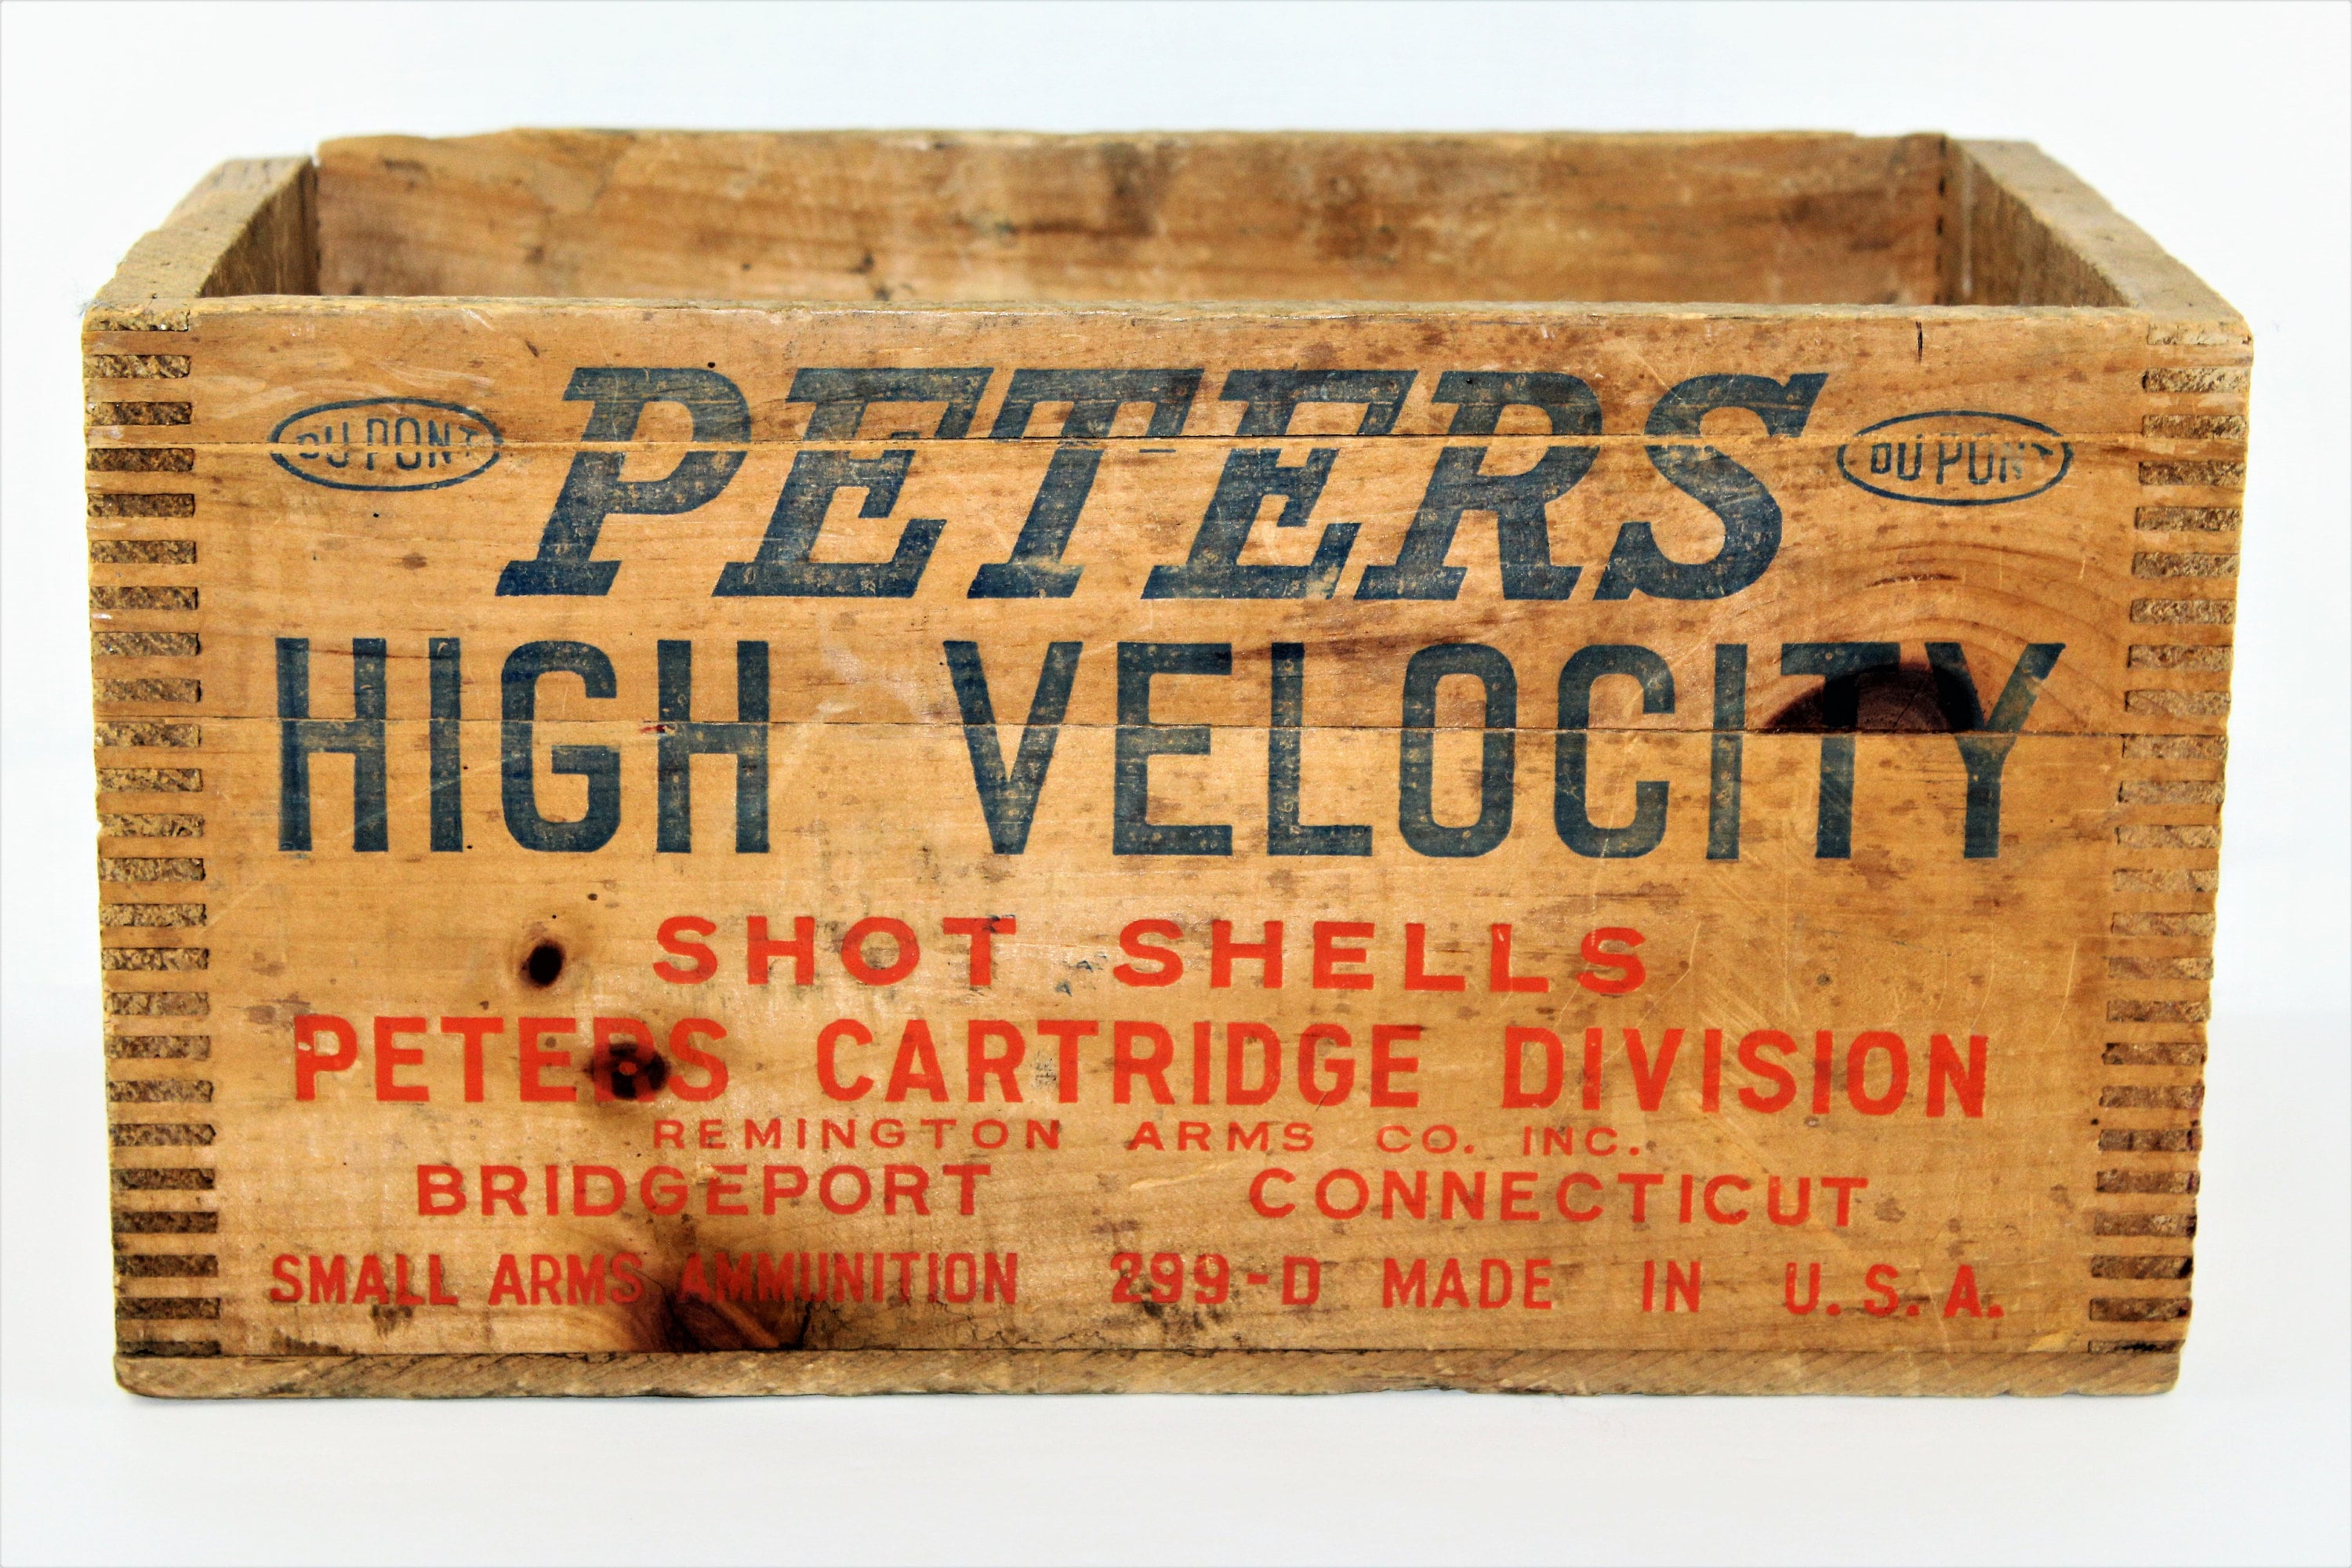 DU PONT PETERS DU PONT
HIGH VELOCITY
SHOT SHELLS
PETERS CARTRIDGE DIVISION
REMINGTON ARMS CO. INC.
BRIDGEPORT CONNECTICUT
SMALL ARMS AMMUNITION 299-D MADE IN U.S.A.